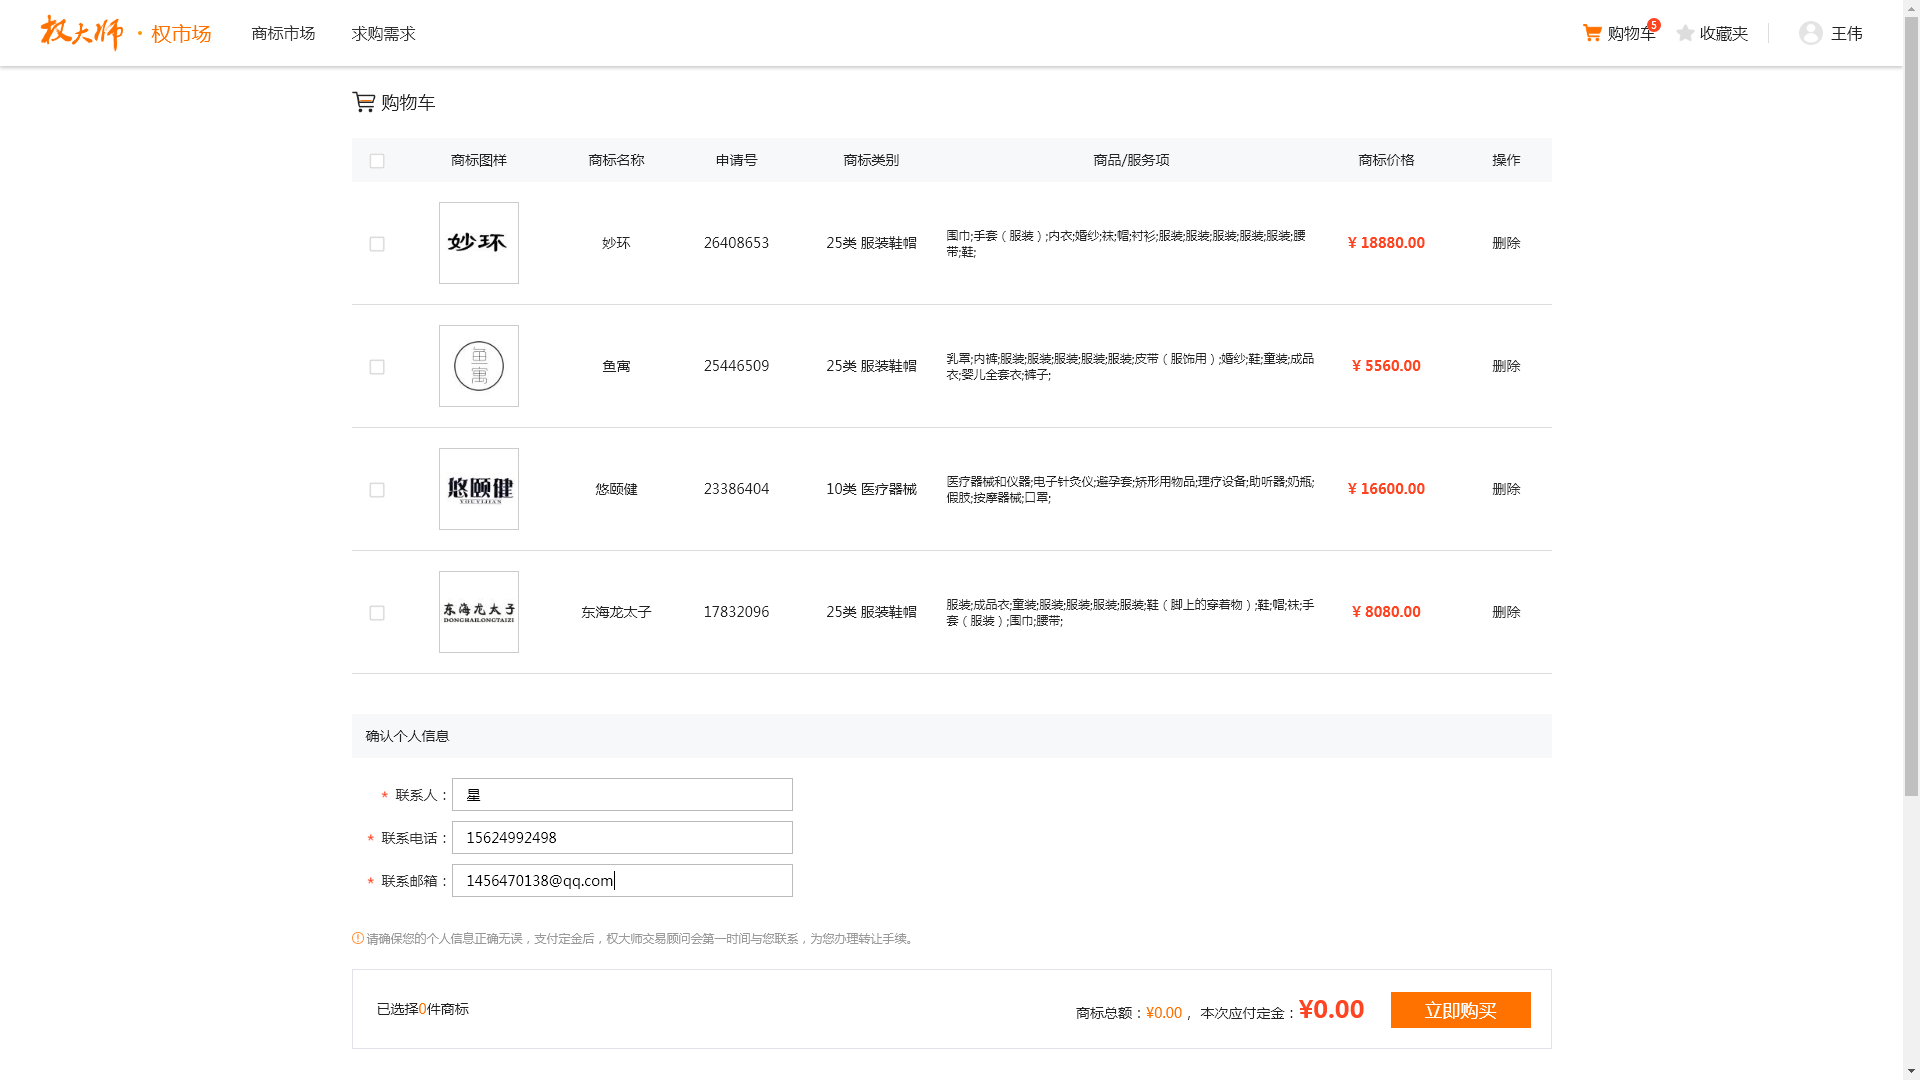 权大师 · 权市场 商标市场 求购需求 购物车 5 收藏夹 王伟
购物车
商标图样 商标名称 申请号 商标类别 商品/服务项 商标价格 操作
妙环 妙环 26408653 25类 服装鞋帽 围巾;手套（服装）;内衣;婚纱;袜;帽;衬衫;服装;服装;服装;服装;服装;腰
带;鞋; ¥ 18880.00 删除
鱼寓 鱼寓 25446509 25类 服装鞋帽 乳罩;内裤;服装;服装;服装;服装;服装;皮带（服饰用）;婚纱;鞋;童装;成品
衣;婴儿全套衣;裤子; ¥ 5560.00 删除
悠颐健 YOUYIJIAN 悠颐健 23386404 10类 医疗器械 医疗器械和仪器;电子针灸仪;避孕套;矫形用物品;理疗设备;助听器;奶瓶;
假肢;按摩器械;口罩; ¥ 16600.00 删除
东海龙太子 DONGHAILONGTAIZI 东海龙太子 17832096 25类 服装鞋帽 服装;成品衣;童装;服装;服装;服装;服装;鞋（脚上的穿着物）;鞋;帽;袜;手
套（服装）;围巾;腰带; ¥ 8080.00 删除
确认个人信息
* 联系人： 星
* 联系电话： 15624992498
* 联系邮箱： 1456470138@qq.com
请确保您的个人信息正确无误，支付定金后，权大师交易顾问会第一时间与您联系，为您办理转让手续。
已选择0件商标 商标总额：¥0.00 ，本次应付定金：¥0.00 立即购买